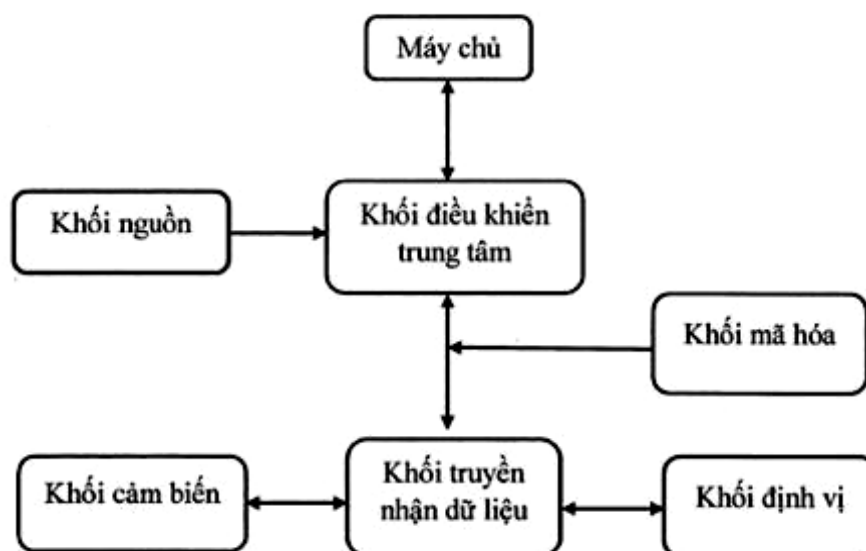 Máy chủ
Khối nguồn
Khối điều khiển
trung tâm
Khối mã hóa
Khối cảm biến
Khối truyền
nhận dữ liệu
Khối định vị